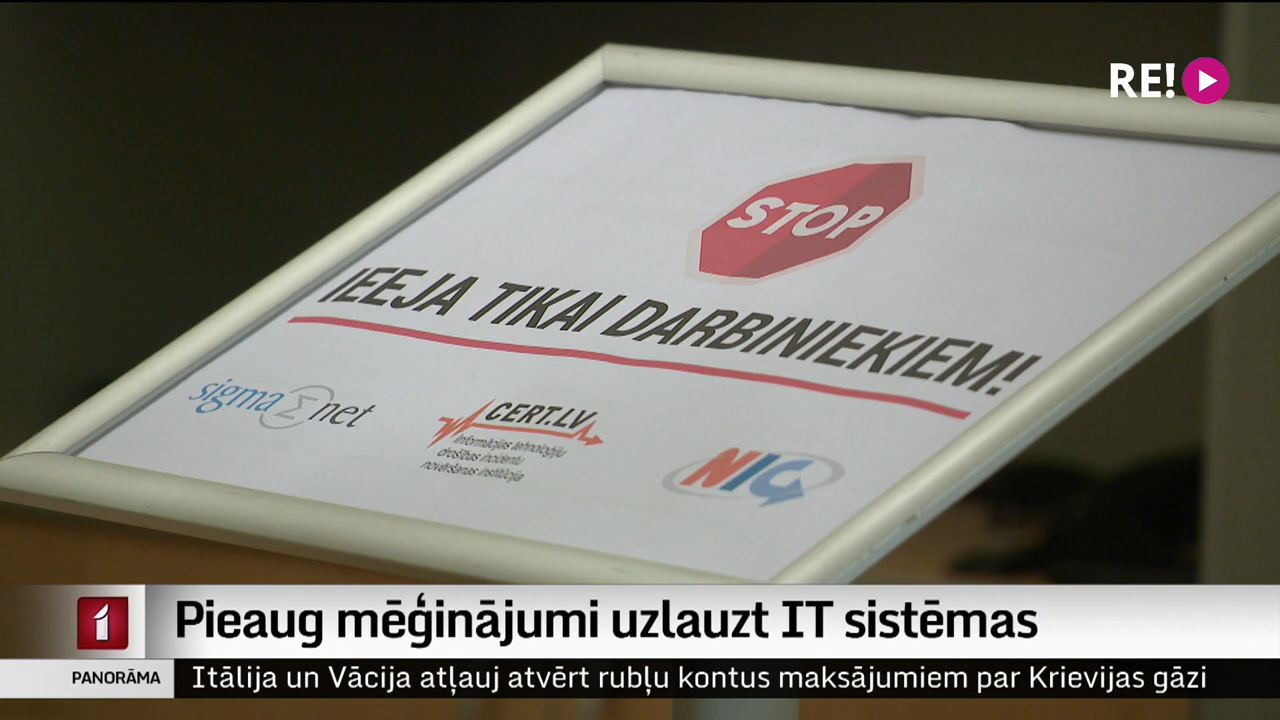 RE!
STOP
IEEJA TIKAI DARBINIEKIEM!
sigma Σ net
CERT.LV
Informācijas tehnoloģiju
drošības incidentu
novēršanas institūcija
NIC
1
Pieaug mēģinājumi uzlauzt IT sistēmas
PANORĀMA
Itālija un Vācija atļauj atvērt rubļu kontus maksājumiem par Krievijas gāzi